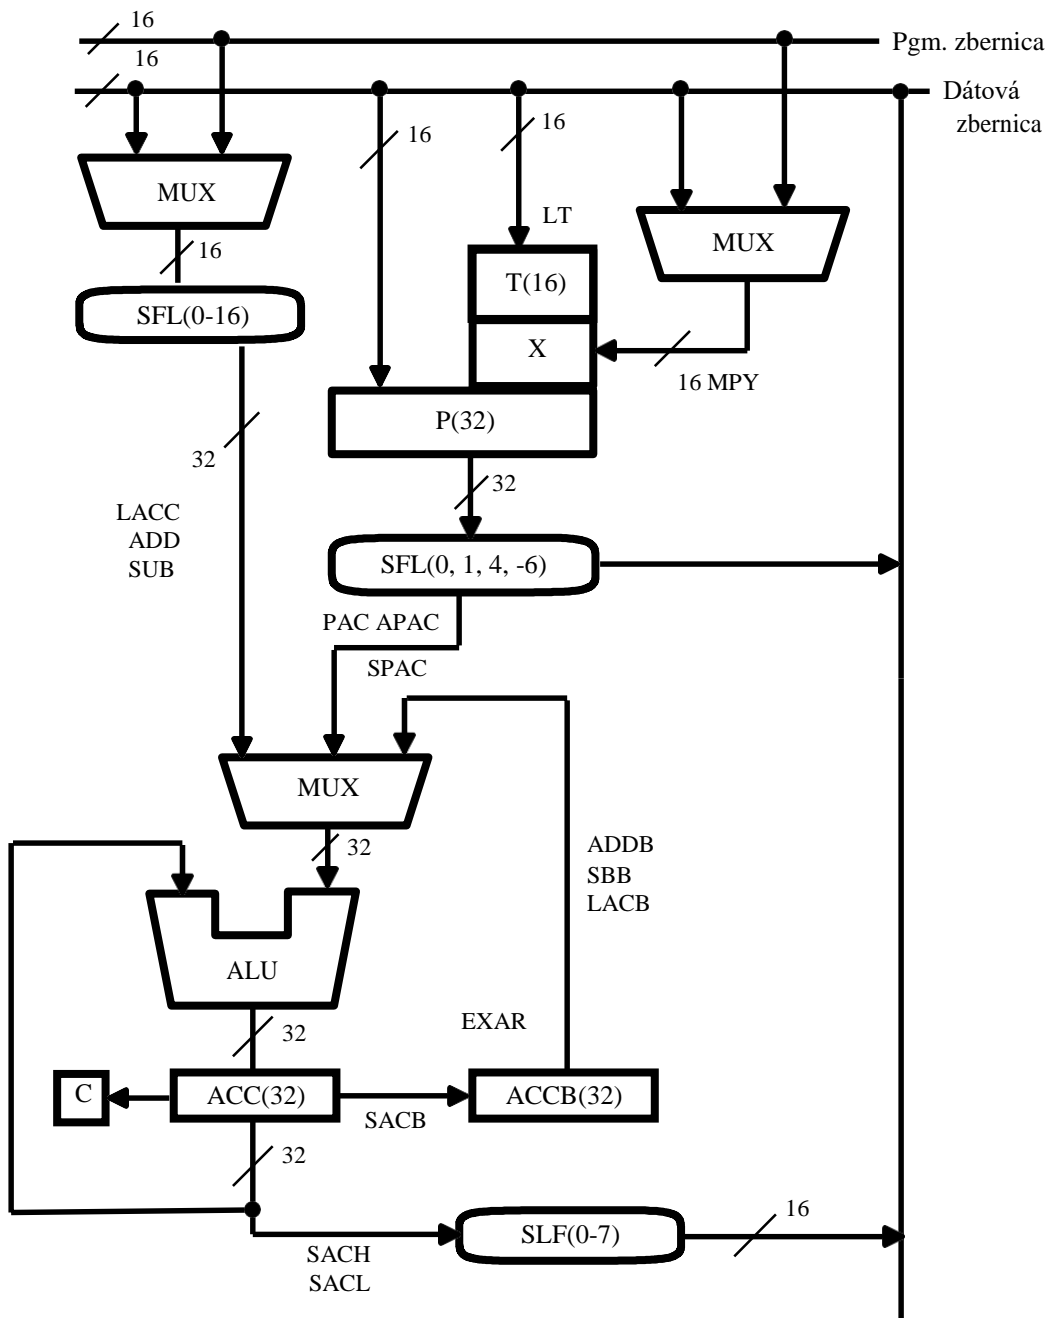 16
Pgm. zbernica
16
Dátová
zbernica
16
16
MUX
LT
MUX
16
T(16)
SFL(0-16)
X
16 MPY
P(32)
32
32
LACC
ADD
SUB
SFL(0, 1, 4, -6)
PAC APAC
SPAC
MUX
32
ADDB
SBB
LACB
ALU
32
EXAR
C
ACC(32)
ACCB(32)
SACB
32
16
SLF(0-7)
SACH
SACL